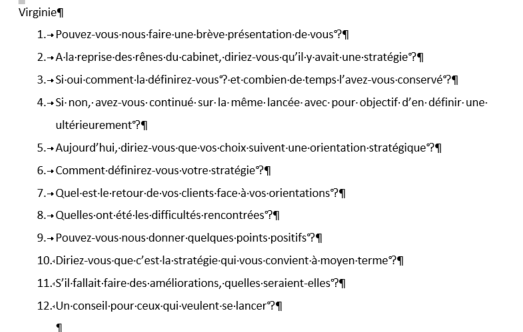 Virginie
1. Pouvez-vous nous faire une brève présentation de vous ?
2. A la reprise des rênes du cabinet, diriez-vous qu'il y avait une stratégie ?
3. Si oui comment la définirez-vous ? et combien de temps l'avez-vous conservé ?
4. Si non, avez-vous continué sur la même lancée avec pour objectif d'en définir une
ultérieurement ?
5. Aujourd'hui, diriez-vous que vos choix suivent une orientation stratégique ?
6. Comment définirez-vous votre stratégie ?
7. Quel est le retour de vos clients face à vos orientations ?
8. Quelles ont été les difficultés rencontrées ?
9. Pouvez-vous nous donner quelques points positifs ?
10. Diriez-vous que c'est la stratégie qui vous convient à moyen terme ?
11. S'il fallait faire des améliorations, quelles seraient-elles ?
12. Un conseil pour ceux qui veulent se lancer ?